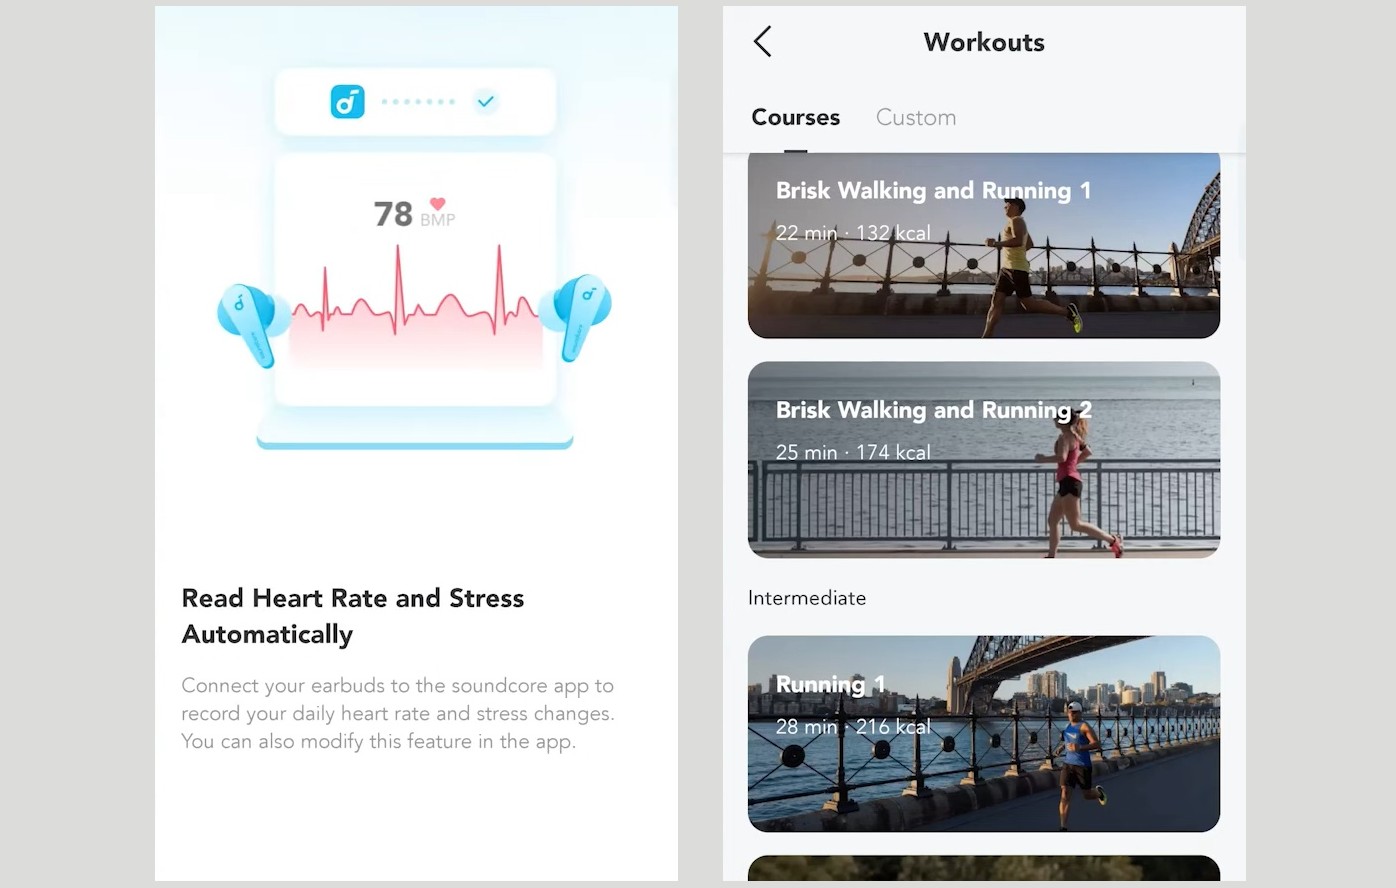 78 BMP
Read Heart Rate and Stress
Automatically
Connect your earbuds to the soundcore app to
record your daily heart rate and stress changes.
You can also modify this feature in the app.
Workouts
Courses Custom
Brisk Walking and Running 1
22 min · 132 kcal
Brisk Walking and Running 2
25 min · 174 kcal
Intermediate
Running 1
28 min · 216 kcal